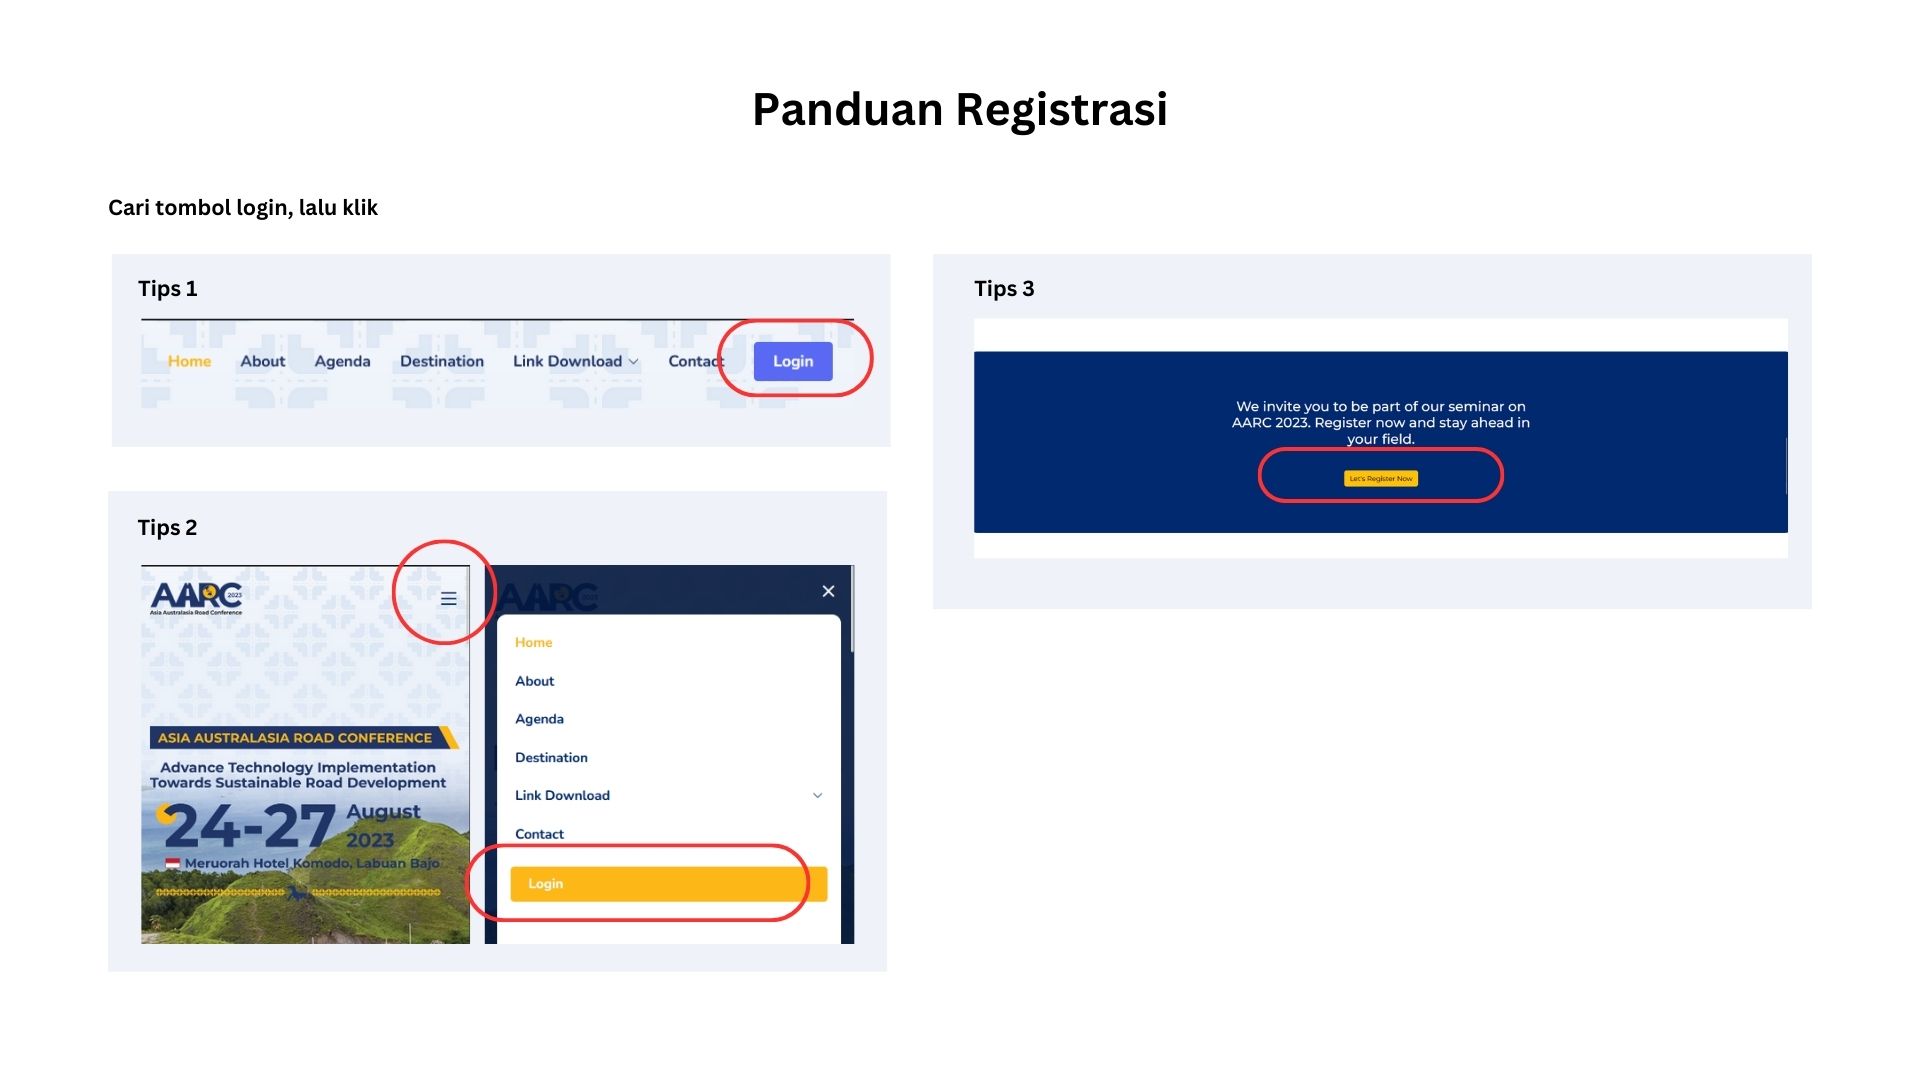 Panduan Registrasi
Cari tombol login, lalu klik
Tips 1
Home About Agenda Destination Link Download Contact Login
Tips 2
AARC 2023
Asia Australasia Road Conference
ASIA AUSTRALASIA ROAD CONFERENCE
Advance Technology Implementation
Towards Sustainable Road Development
24-27 August
2023
Meruorah Hotel Komodo, Labuan Bajo
AARC 2023
Home
About
Agenda
Destination
Link Download
Contact
Login
Tips 3
We invite you to be part of our seminar on
AARC 2023. Register now and stay ahead in
your field.
Let's Register Now